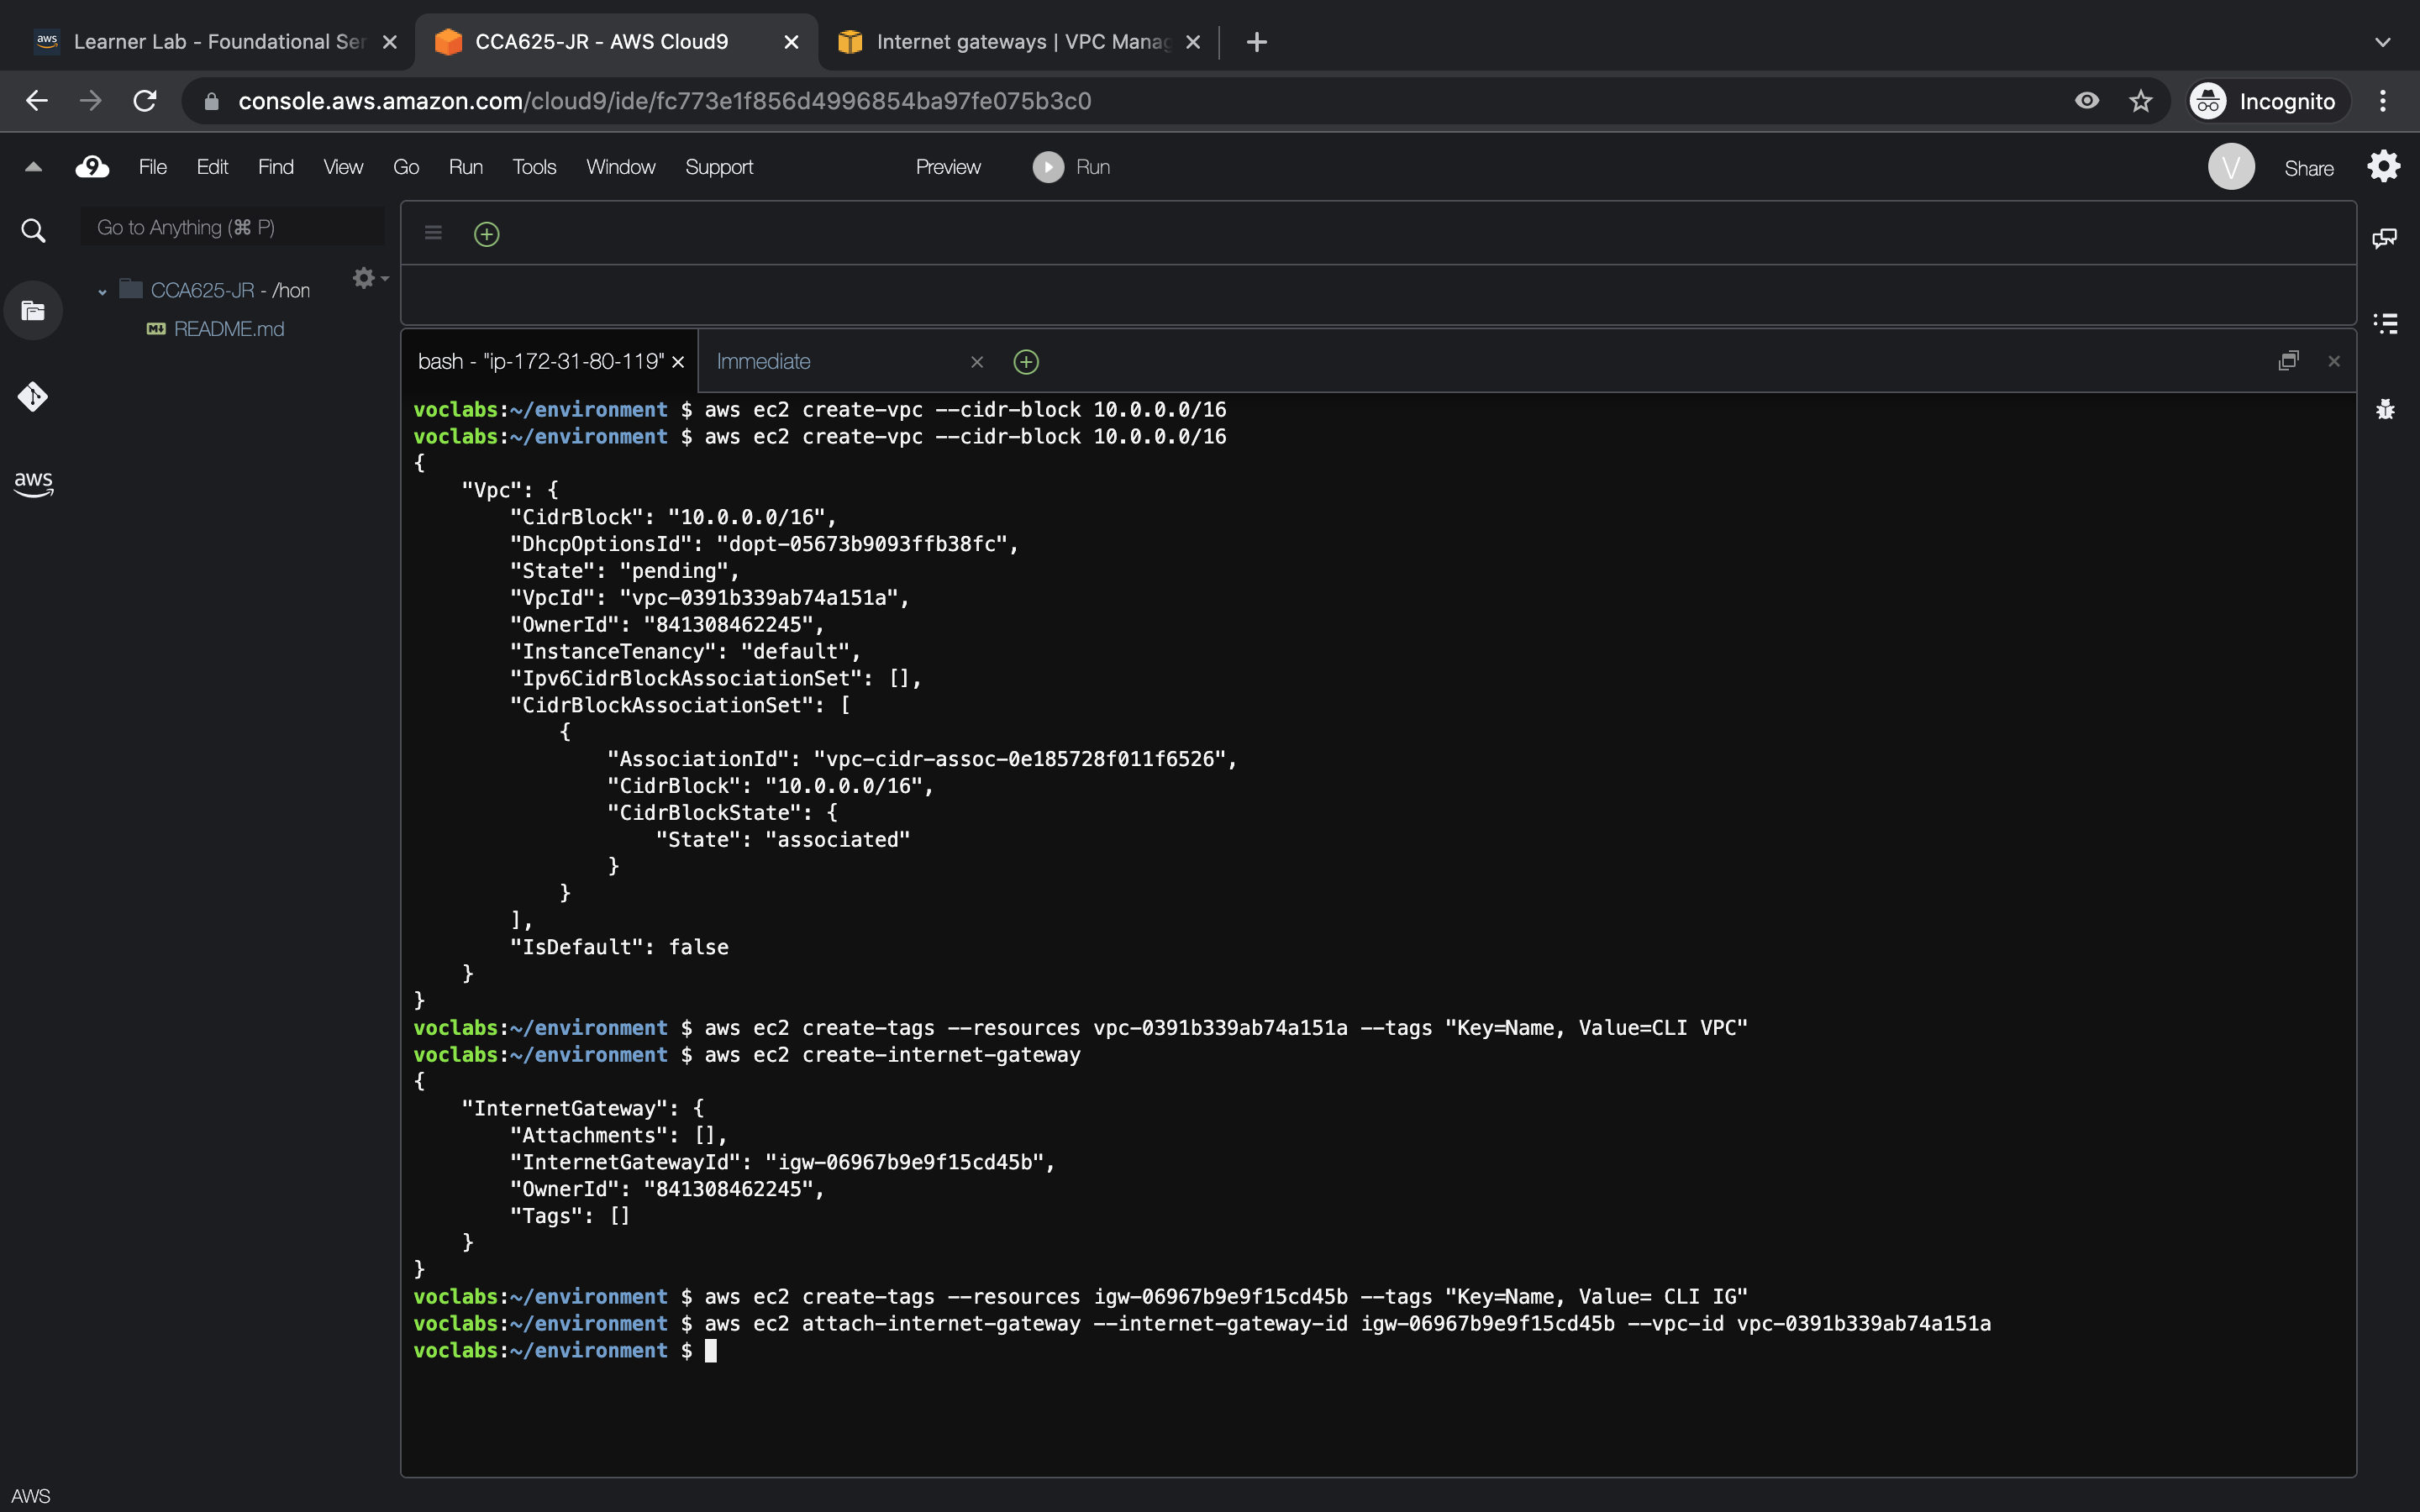 aws Learner Lab - Foundational Ser
CCA625-JR - AWS Cloud9
Internet gateways | VPC Manag
console.aws.amazon.com/cloud9/ide/fc773e1f856d4996854ba97fe075b3c0
Incognito
9 File Edit Find View Go Run Tools Window Support Preview Run V Share
Go to Anything (⌘ P)
CCA625-JR - /hon
M↓ README.md
aws
bash - "ip-172-31-80-119" Immediate
voclabs:~/environment $ aws ec2 create-vpc --cidr-block 10.0.0.0/16
voclabs:~/environment $ aws ec2 create-vpc --cidr-block 10.0.0.0/16
{
    "Vpc": {
        "CidrBlock": "10.0.0.0/16",
        "DhcpOptionsId": "dopt-05673b9093ffb38fc",
        "State": "pending",
        "VpcId": "vpc-0391b339ab74a151a",
        "OwnerId": "841308462245",
        "InstanceTenancy": "default",
        "Ipv6CidrBlockAssociationSet": [],
        "CidrBlockAssociationSet": [
            {
                "AssociationId": "vpc-cidr-assoc-0e185728f011f6526",
                "CidrBlock": "10.0.0.0/16",
                "CidrBlockState": {
                    "State": "associated"
                }
            }
        ],
        "IsDefault": false
    }
}
voclabs:~/environment $ aws ec2 create-tags --resources vpc-0391b339ab74a151a --tags "Key=Name, Value=CLI VPC"
voclabs:~/environment $ aws ec2 create-internet-gateway
{
    "InternetGateway": {
        "Attachments": [],
        "InternetGatewayId": "igw-06967b9e9f15cd45b",
        "OwnerId": "841308462245",
        "Tags": []
    }
}
voclabs:~/environment $ aws ec2 create-tags --resources igw-06967b9e9f15cd45b --tags "Key=Name, Value= CLI IG"
voclabs:~/environment $ aws ec2 attach-internet-gateway --internet-gateway-id igw-06967b9e9f15cd45b --vpc-id vpc-0391b339ab74a151a
voclabs:~/environment $
AWS